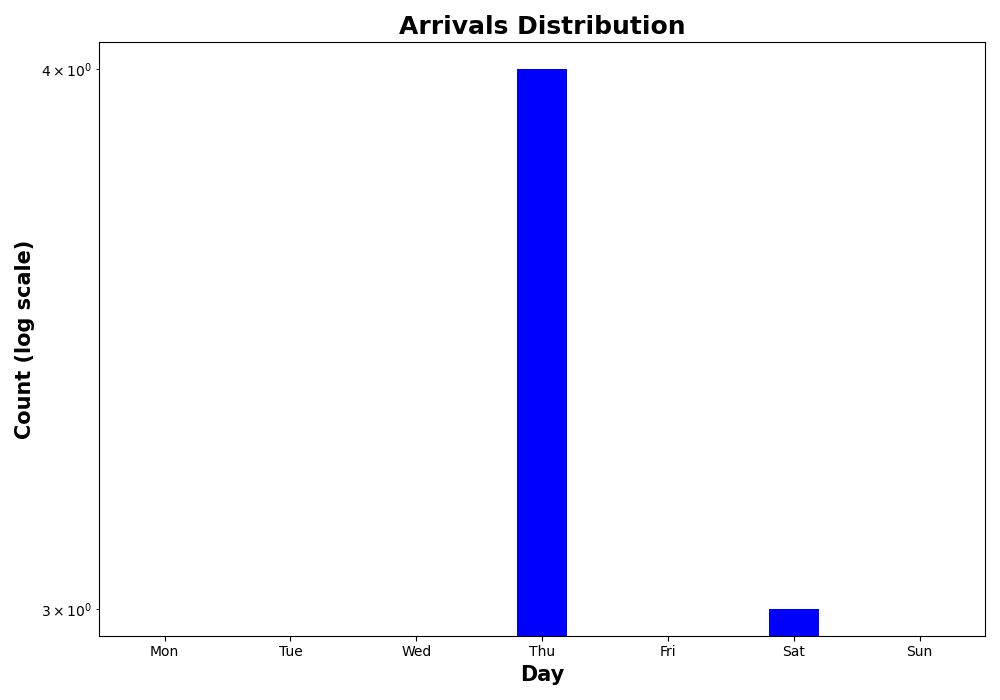 Arrivals Distribution
4 × 10⁰
3 × 10⁰
Count (log scale)
Mon Tue Wed Thu Fri Sat Sun
Day